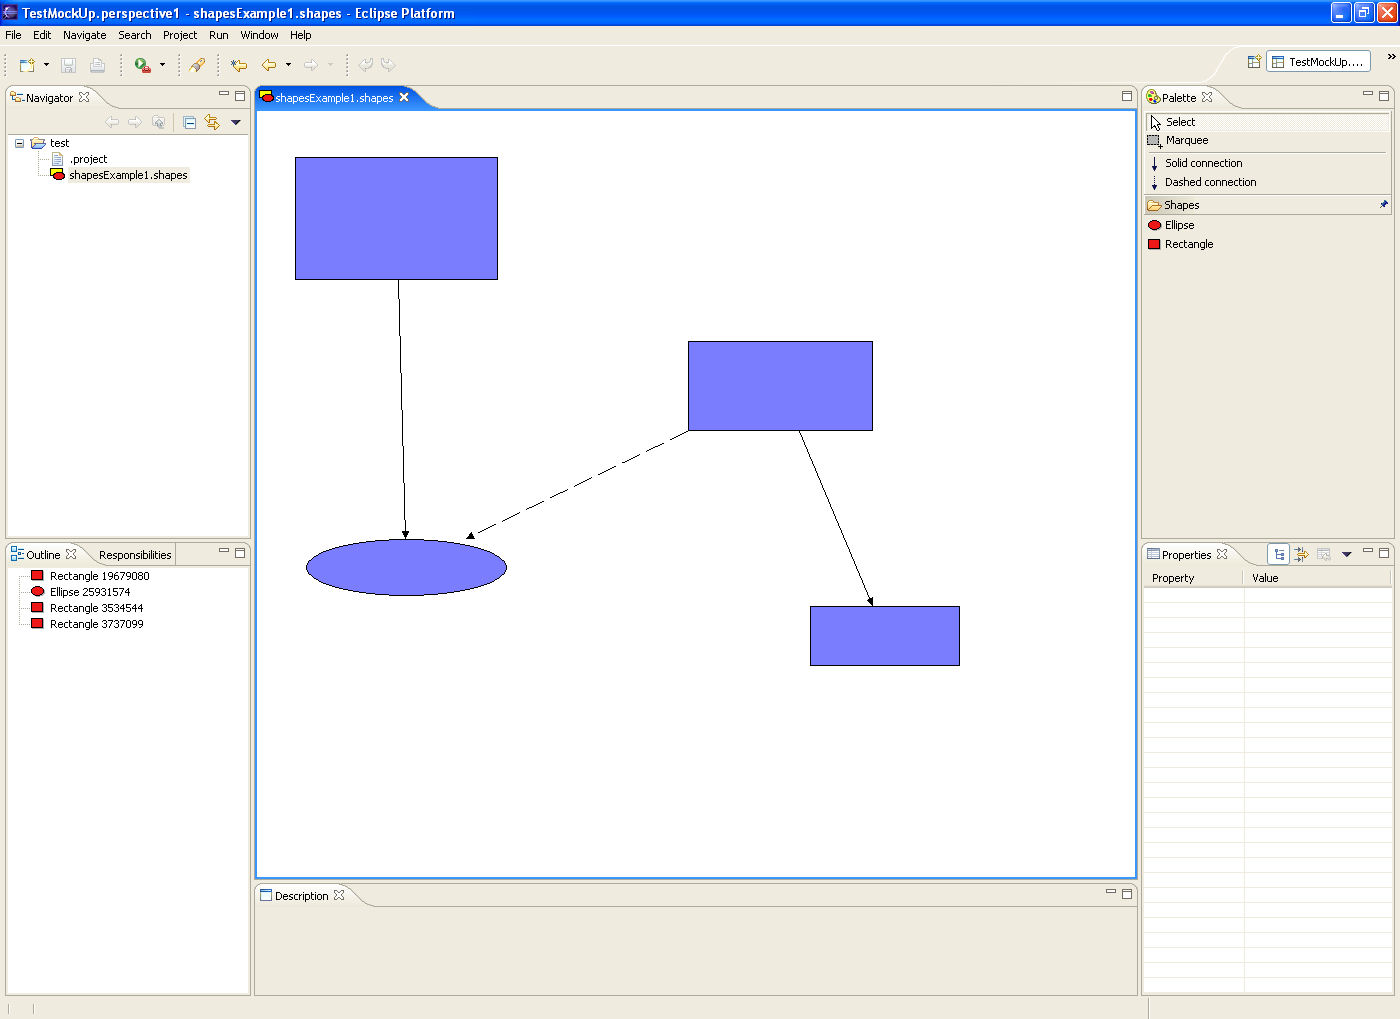 TestMockUp.perspective1 - shapesExample1.shapes - Eclipse Platform
File Edit Navigate Search Project Run Window Help
TestMockUp....
Navigator
test
.project
shapesExample1.shapes
Outline Responsibilities
Rectangle 19679080
Ellipse 25931574
Rectangle 3534544
Rectangle 3737099
shapesExample1.shapes
Description
Palette
Select
Marquee
Solid connection
Dashed connection
Shapes
Ellipse
Rectangle
Properties
Property Value